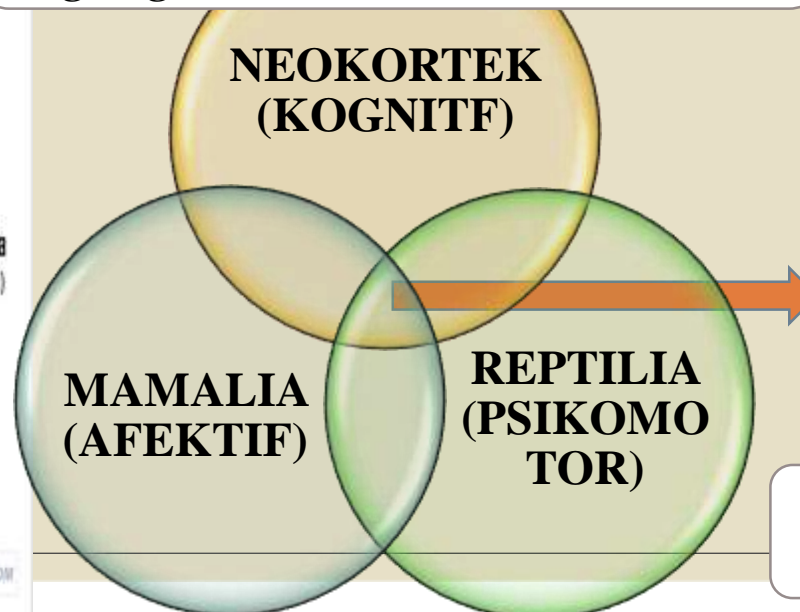 NEOKORTEK
(KOGNITF)
MAMALIA
(AFEKTIF)
REPTILIA
(PSIKOMO
TOR)